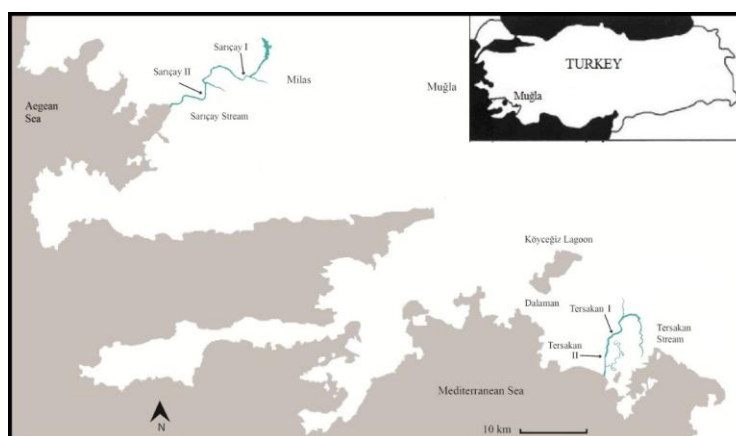 Sarıçay I
Sarıçay II
Milas
Muğla
Aegean
Sea
Sarıçay Stream
TURKEY
Muğla
Köyceğiz Lagoon
Dalaman
Tersakan I
Tersakan
Stream
Tersakan
II
Mediterranean Sea
N
10 km